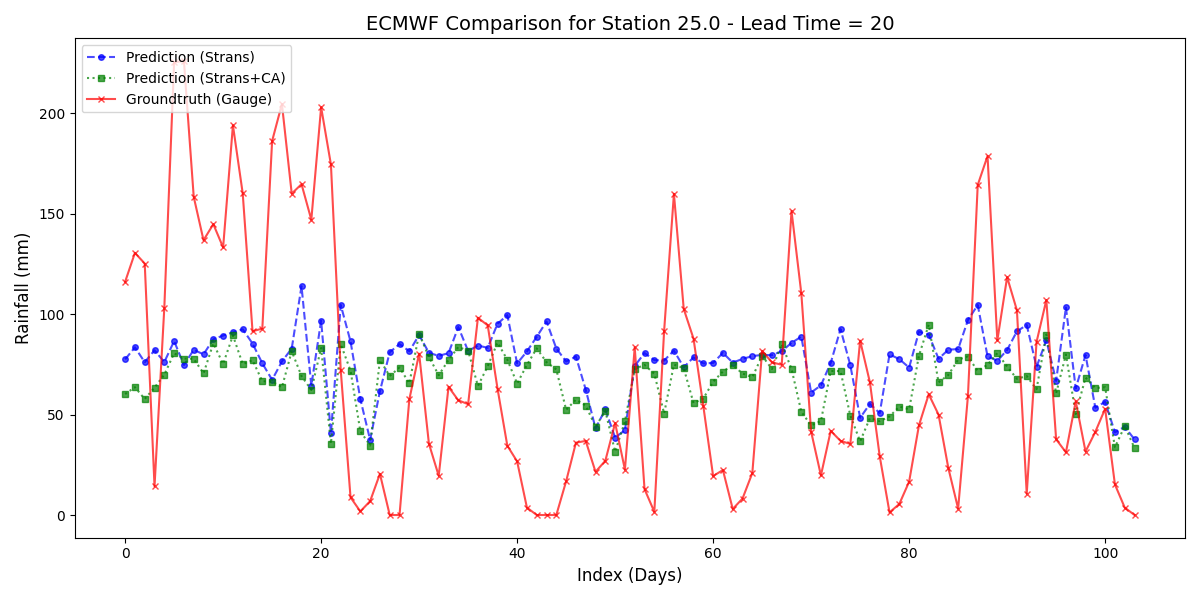 ECMWF Comparison for Station 25.0 - Lead Time = 20
Prediction (Strans)
Prediction (Strans+CA)
Groundtruth (Gauge)
Rainfall (mm)
200
150
100
50
0
0 20 40 60 80 100
Index (Days)